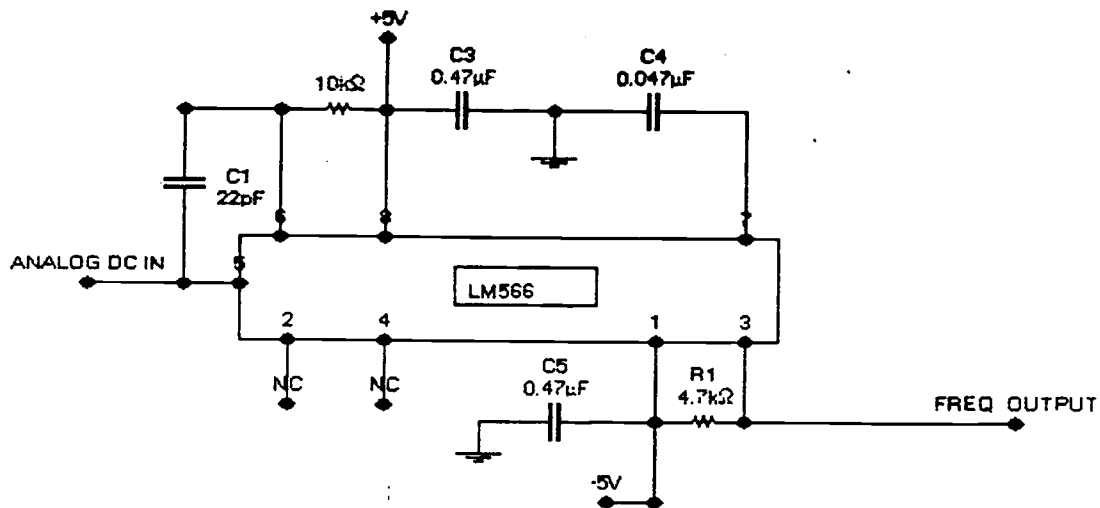 +5V
C3
0.47µF
C4
0.047µF
10kΩ
C1
22pF
6
8
7
ANALOG DC IN
5
LM566
2
4
1
3
NC
NC
C5
0.47µF
R1
4.7kΩ
FREQ OUTPUT
-5V